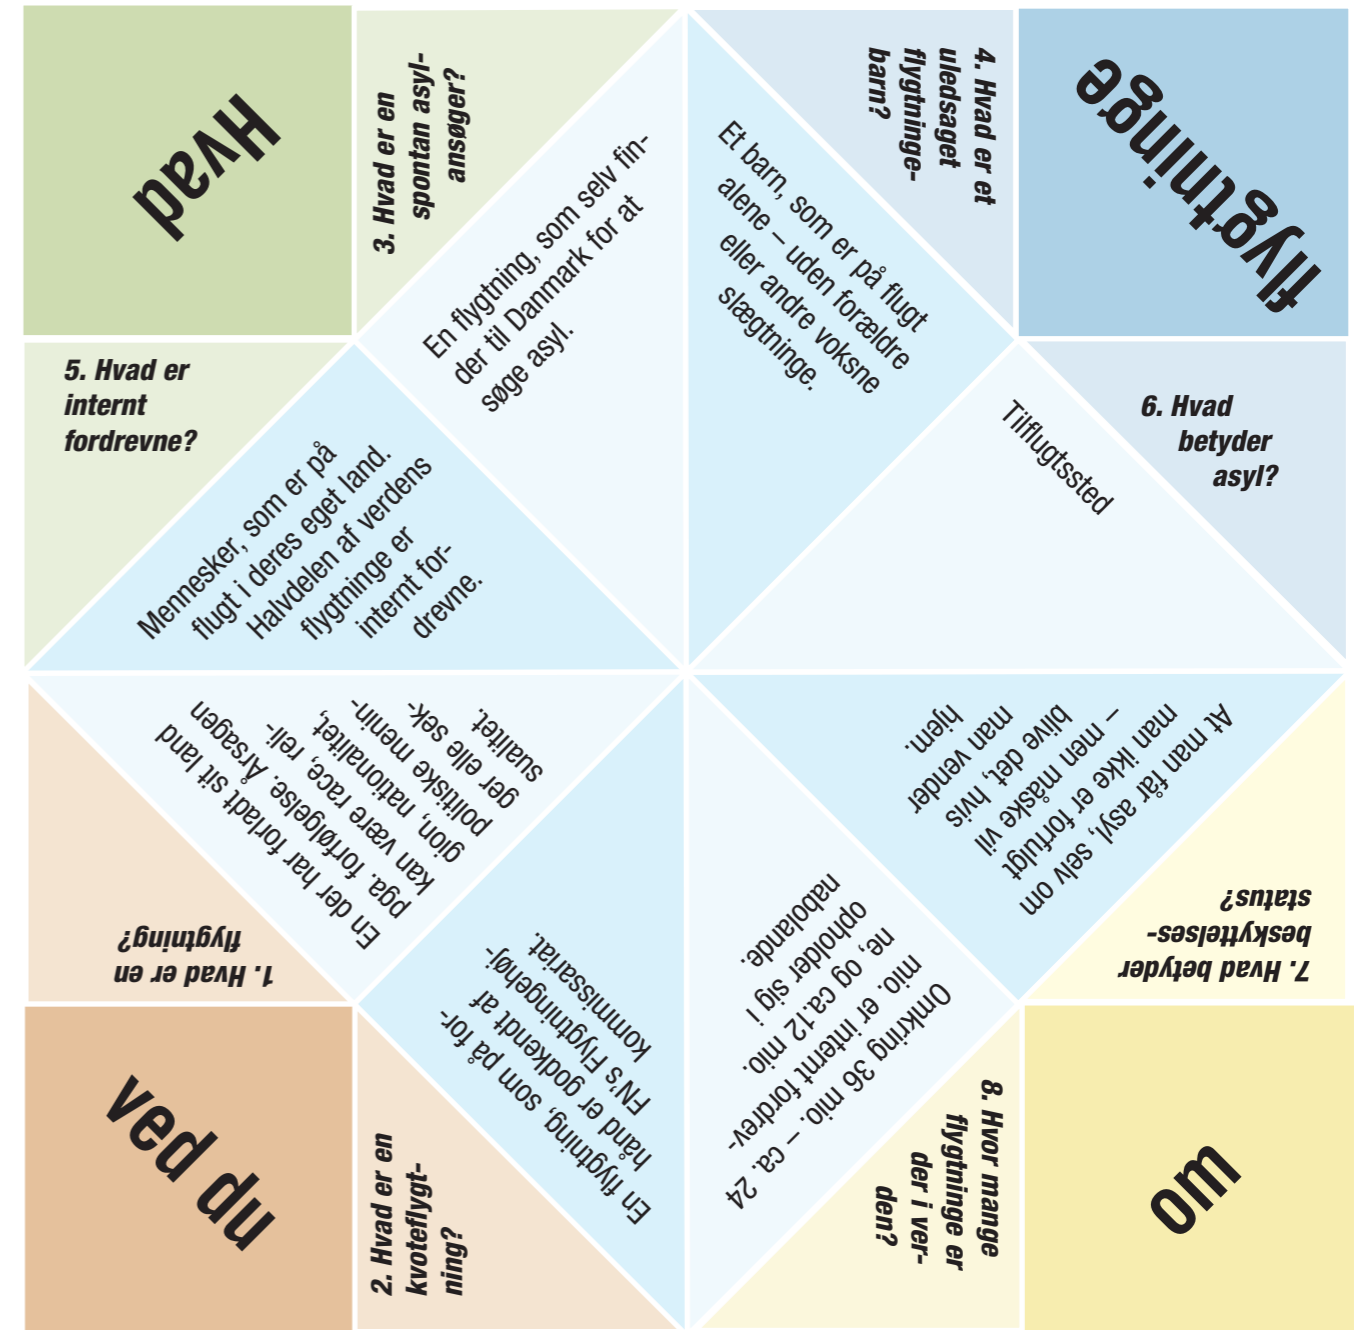 Hvad
ved du
om
flygtninge
1. Hvad er en
flygtning?
En der har forladt sit land
pga. forfølgelse. Årsagen
kan være race, reli-
gion, nationalitet,
politiske menin-
ger elle sek-
sualitet.
2. Hvad er en
kvoteflygt-
ning?
En flygtning, som på for-
hånd er godkendt af
FN's Flygtningehøj-
kommissariat.
3. Hvad er en
spontan asyl-
ansøger?
En flygtning, som selv fin-
der til Danmark for at
søge asyl.
4. Hvad er et
uledsaget
flygtninge-
barn?
Et barn, som er på flugt
alene – uden forældre
eller andre voksne
slægtninge.
5. Hvad er
internt
fordrevne?
Mennesker, som er på
flugt i deres eget land.
Halvdelen af verdens
flygtninge er
internt for-
drevne.
6. Hvad
betyder
asyl?
Tilflugtssted
7. Hvad betyder
beskyttelses-
status?
At man får asyl, selv om
man ikke er forfulgt
– men måske vil
blive det, hvis
man vender
hjem.
8. Hvor mange
flygtninge er
der i ver-
den?
Omkring 36 mio. – ca. 24
mio. er internt fordrev-
ne, og ca.12 mio.
opholder sig i
nabolande.